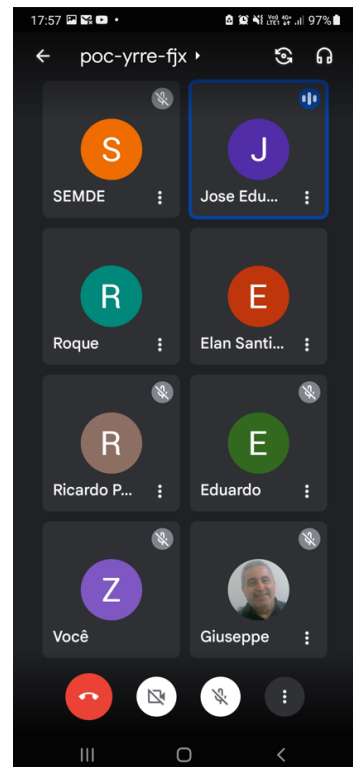 17:57 97%
poc-yrre-fjx
S
J
SEMDE
Jose Edu...
R
E
Roque
Elan Santi...
R
E
Ricardo P...
Eduardo
Z
Você
Giuseppe